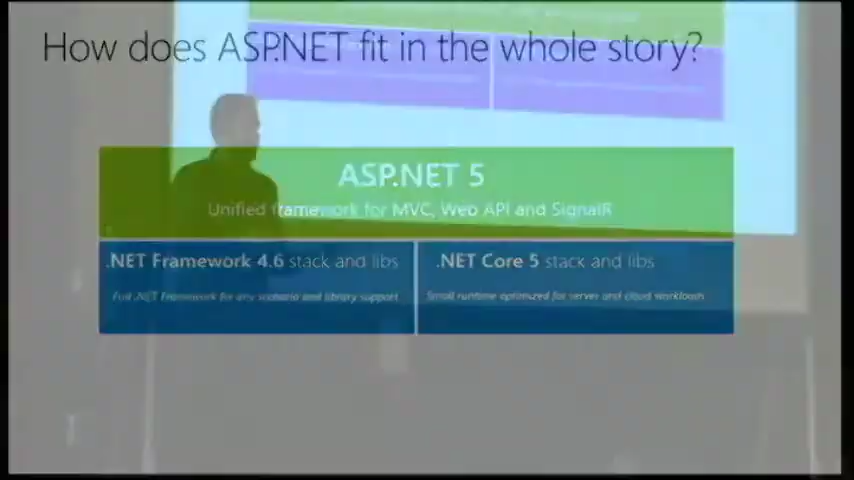 How does ASP.NET fit in the whole story?
ASP.NET 5
Unified framework for MVC, Web API and SignalR
.NET Framework 4.6 stack and libs
.NET Core 5 stack and libs
Full .NET Framework for any scenario and library support
Small runtime optimized for server and cloud workloads